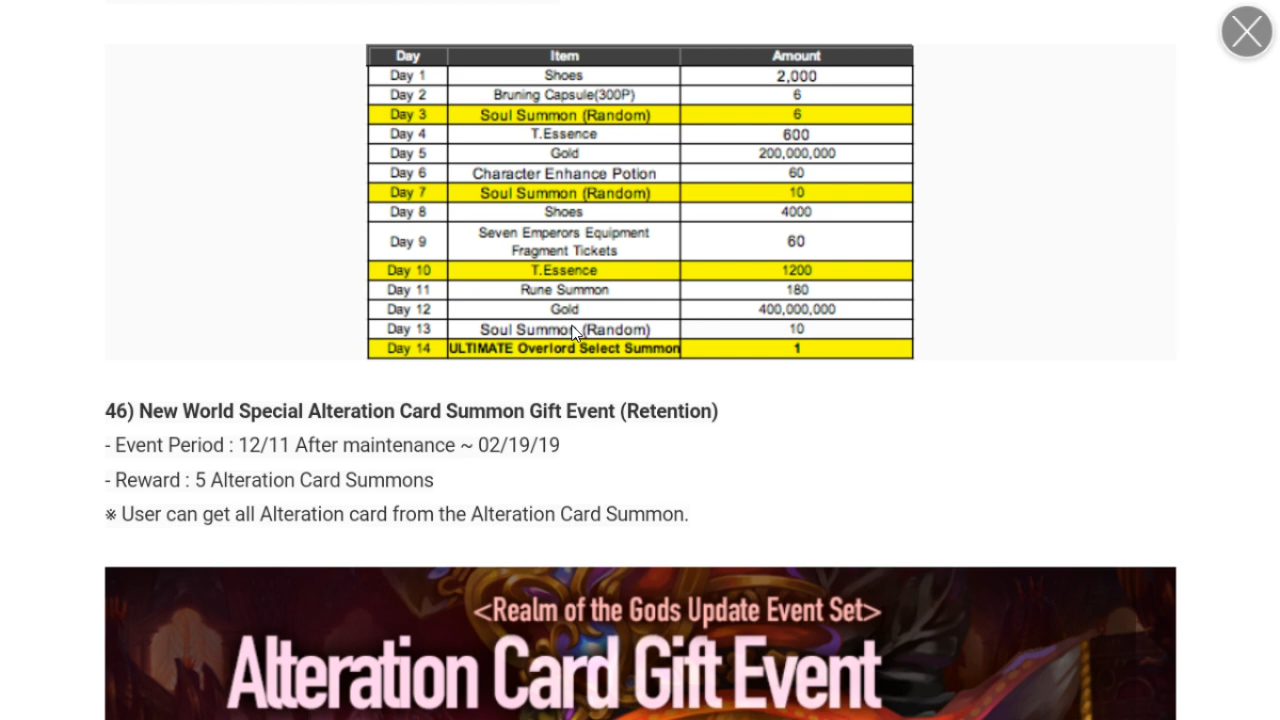 Day Item Amount
Day 1 Shoes 2,000
Day 2 Bruning Capsule(300P) 6
Day 3 Soul Summon (Random) 6
Day 4 T.Essence 600
Day 5 Gold 200,000,000
Day 6 Character Enhance Potion 60
Day 7 Soul Summon (Random) 10
Day 8 Shoes 4000
Day 9 Seven Emperors Equipment Fragment Tickets 60
Day 10 T.Essence 1200
Day 11 Rune Summon 180
Day 12 Gold 400,000,000
Day 13 Soul Summon (Random) 10
Day 14 ULTIMATE Overlord Select Summon 1
46) New World Special Alteration Card Summon Gift Event (Retention)
- Event Period : 12/11 After maintenance ~ 02/19/19
- Reward : 5 Alteration Card Summons
※ User can get all Alteration card from the Alteration Card Summon.
<Realm of the Gods Update Event Set>
Alteration Card Gift Event